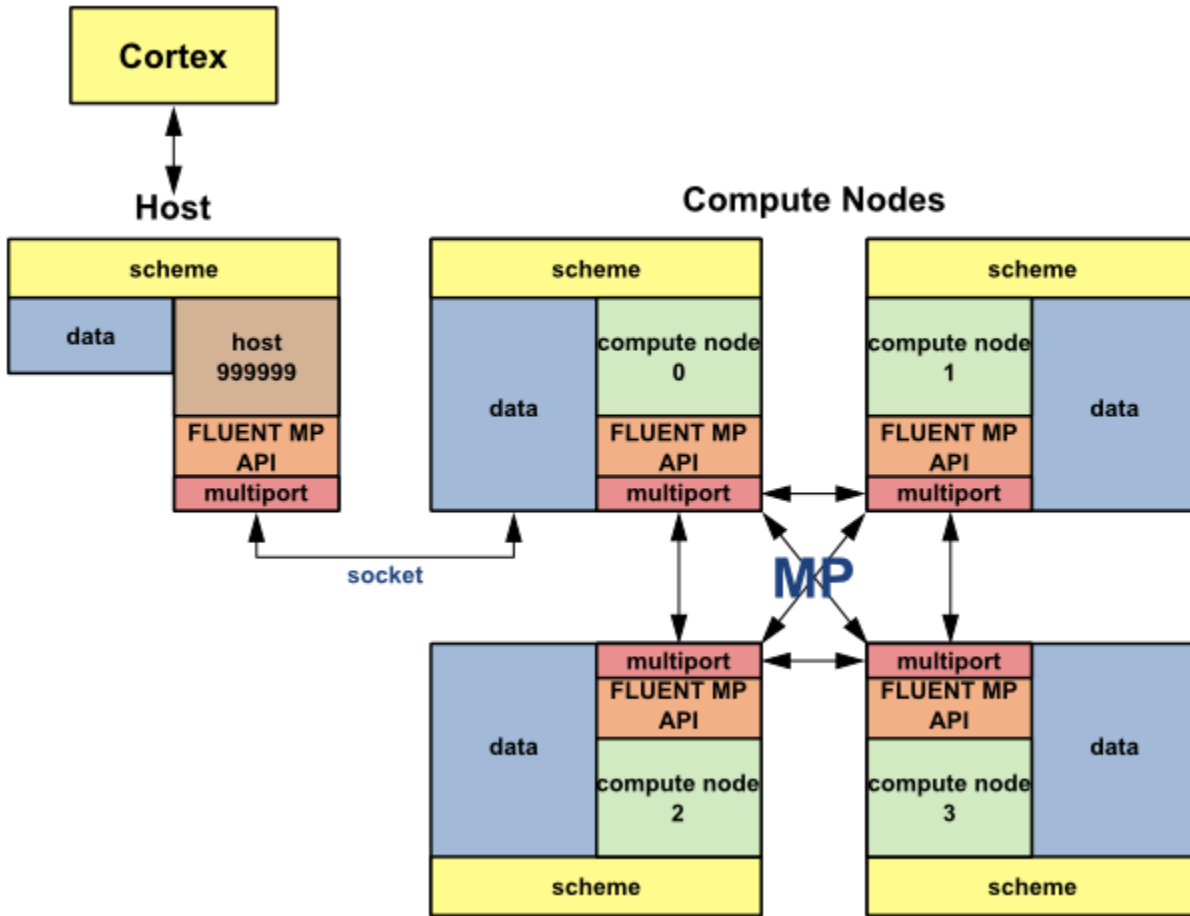 Cortex
Host
Compute Nodes
scheme
data
host
999999
FLUENT MP
API
multiport
socket
scheme
data
compute node
0
FLUENT MP
API
multiport
scheme
compute node
1
data
FLUENT MP
API
multiport
MP
data
multiport
FLUENT MP
API
compute node
2
scheme
multiport
FLUENT MP
API
data
compute node
3
scheme